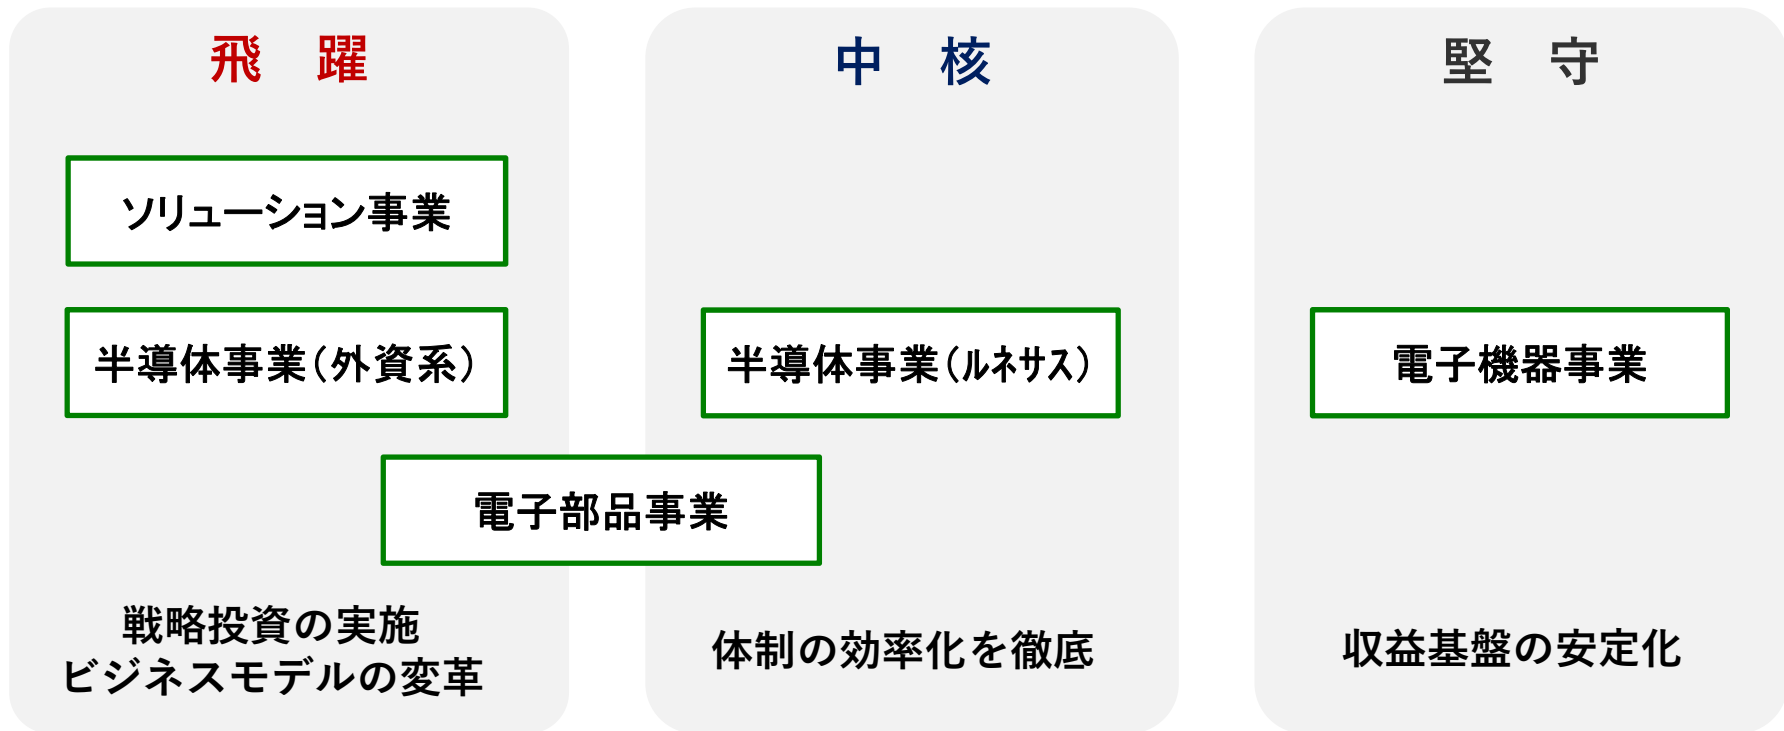 飛　躍
ソリューション事業
半導体事業（外資系）
電子部品事業
戦略投資の実施
ビジネスモデルの変革
中　核
半導体事業（ﾙﾈｻｽ）
体制の効率化を徹底
堅　守
電子機器事業
収益基盤の安定化